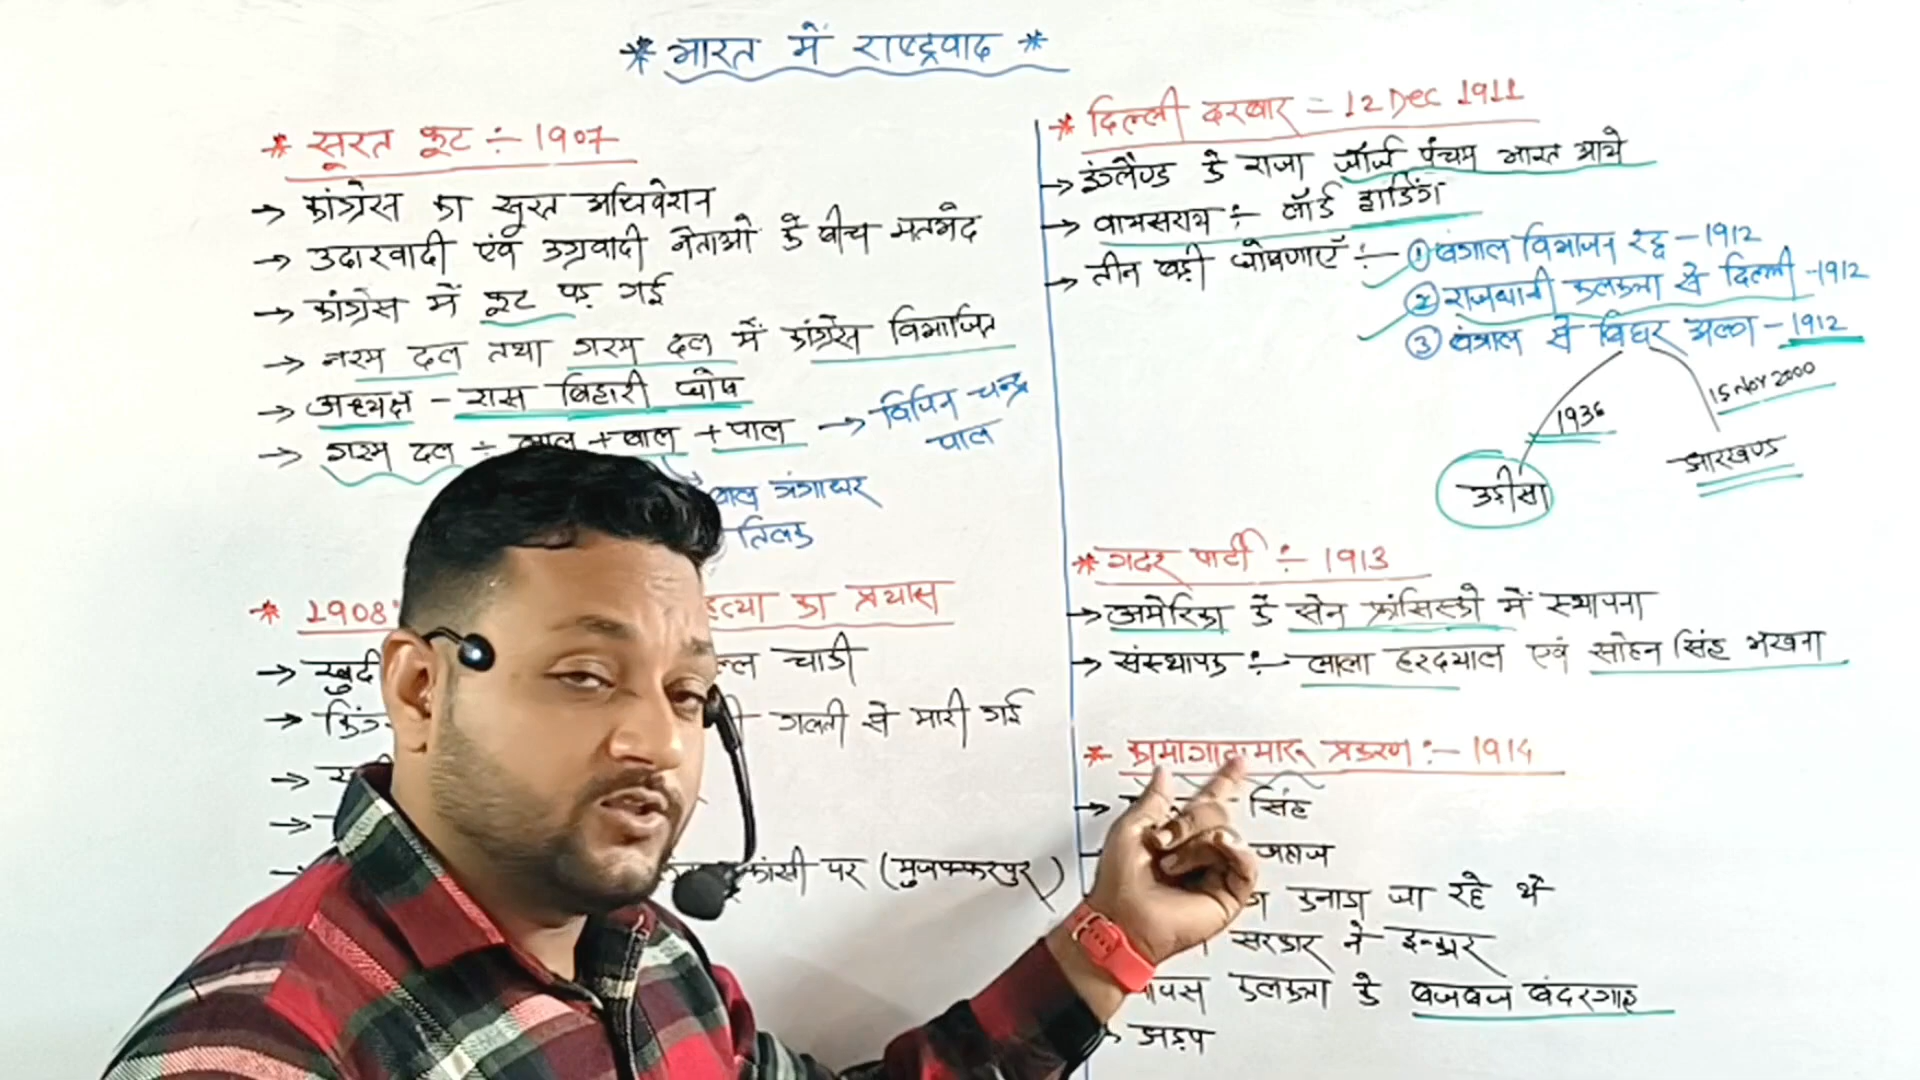 * भारत में राष्ट्रवाद *
* सूरत फूट :- 1907
→ कांग्रेस का सूरत अधिवेशन
→ उदारवादी एंव उग्रवादी नेताओ के बीच मतभेद
→ कांग्रेस में फूट पड़ गई
→ नरम दल तथा गरम दल में कांग्रेस विभाजित
→ अध्यक्ष - रास बिहारी घोष
→ गरम दल :- लाल + बाल + पाल → विपिन चन्द्र
पाल
बाल गंगाधर
तिलक
* 1908 हत्या का प्रयास
→ खुदी चाकी
→ किंग गलती से मारी गई
→
→
फांसी पर (मुजफ्फरपुर)
* दिल्ली दरबार = 12 Dec 1911
→ इंग्लैण्ड के राजा जॉर्ज पंचम भारत आये
→ वायसराय :- लॉर्ड हार्डिंग
→ तीन बड़ी घोषणाएँ :- ① बंगाल विभाजन रद्द - 1912
② राजधानी कलकत्ता से दिल्ली - 1912
③ बंगाल से बिहार अलग - 1912
1936 15 Nov 2000
उड़ीसा झारखण्ड
* गदर पार्टी :- 1913
→ अमेरिका के सेन फ्रांसिस्को में स्थापना
→ संस्थापक :- लाला हरदयाल एवं सोहन सिंह भखना
* कामागाटामारू प्रकरण :- 1914
→ सिंह
जहाज
कनाडा जा रहे थे
सरकार ने इन्कार
वापस कलकत्ता के बजबज बंदरगाह
→ झड़प